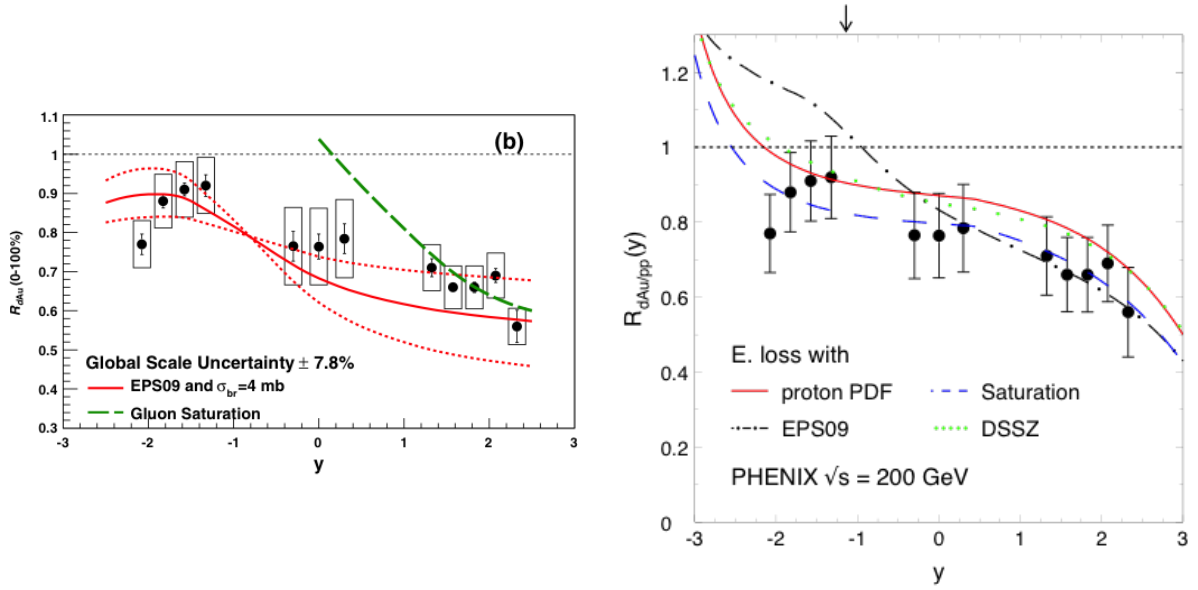 1.1
1
0.9
0.8
0.7
0.6
0.5
0.4
0.3
R_dAu (0-100%)
(b)
Global Scale Uncertainty ± 7.8%
EPS09 and σ_br=4 mb
Gluon Saturation
-3 -2 -1 0 1 2 3
y
1.2
1
0.8
0.6
0.4
0.2
0
R_dAu/pp (y)
E. loss with
proton PDF Saturation
EPS09 DSSZ
PHENIX √s = 200 GeV
-3 -2 -1 0 1 2 3
y